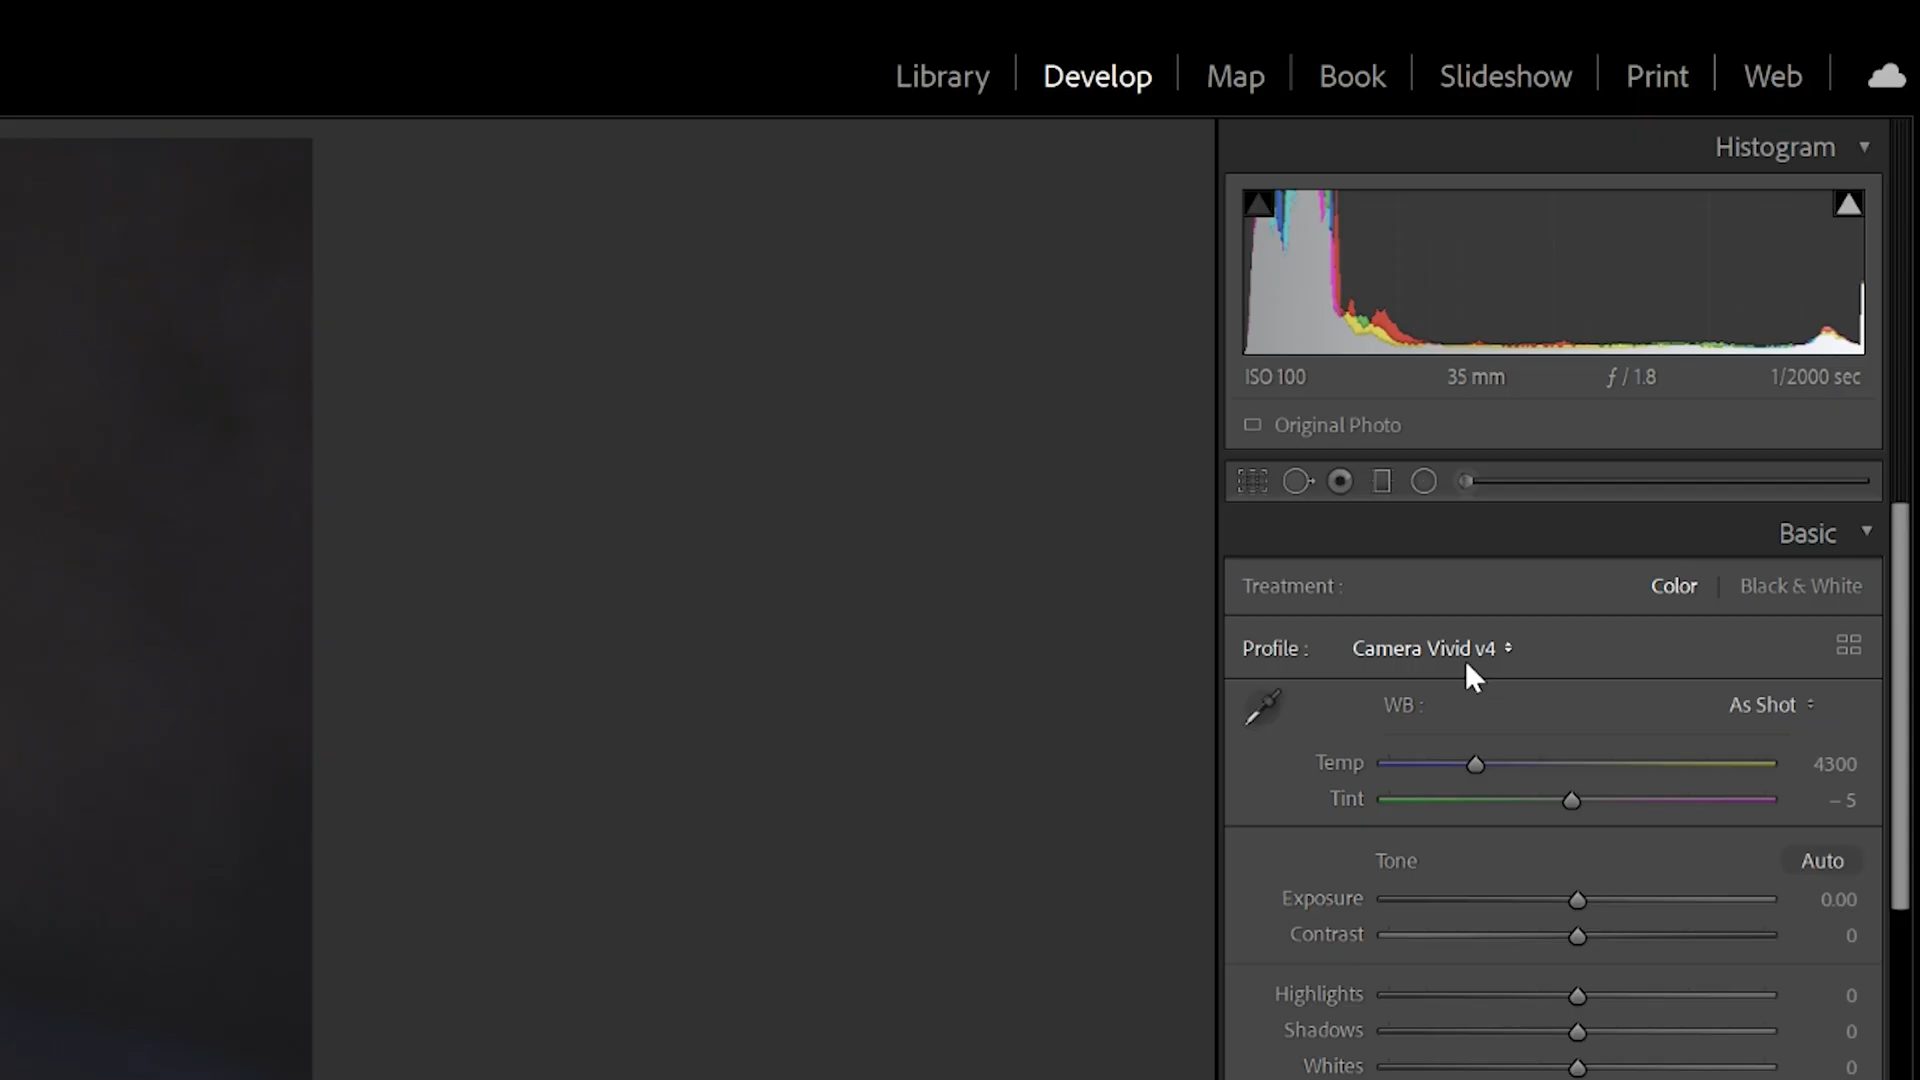 Library | Develop | Map | Book | Slideshow | Print | Web |
Histogram
ISO 100 35 mm ƒ / 1.8 1/2000 sec
Original Photo
Basic
Treatment : Color | Black & White
Profile : Camera Vivid v4
WB : As Shot
Temp 4300
Tint – 5
Tone Auto
Exposure 0.00
Contrast 0
Highlights 0
Shadows 0
Whites 0